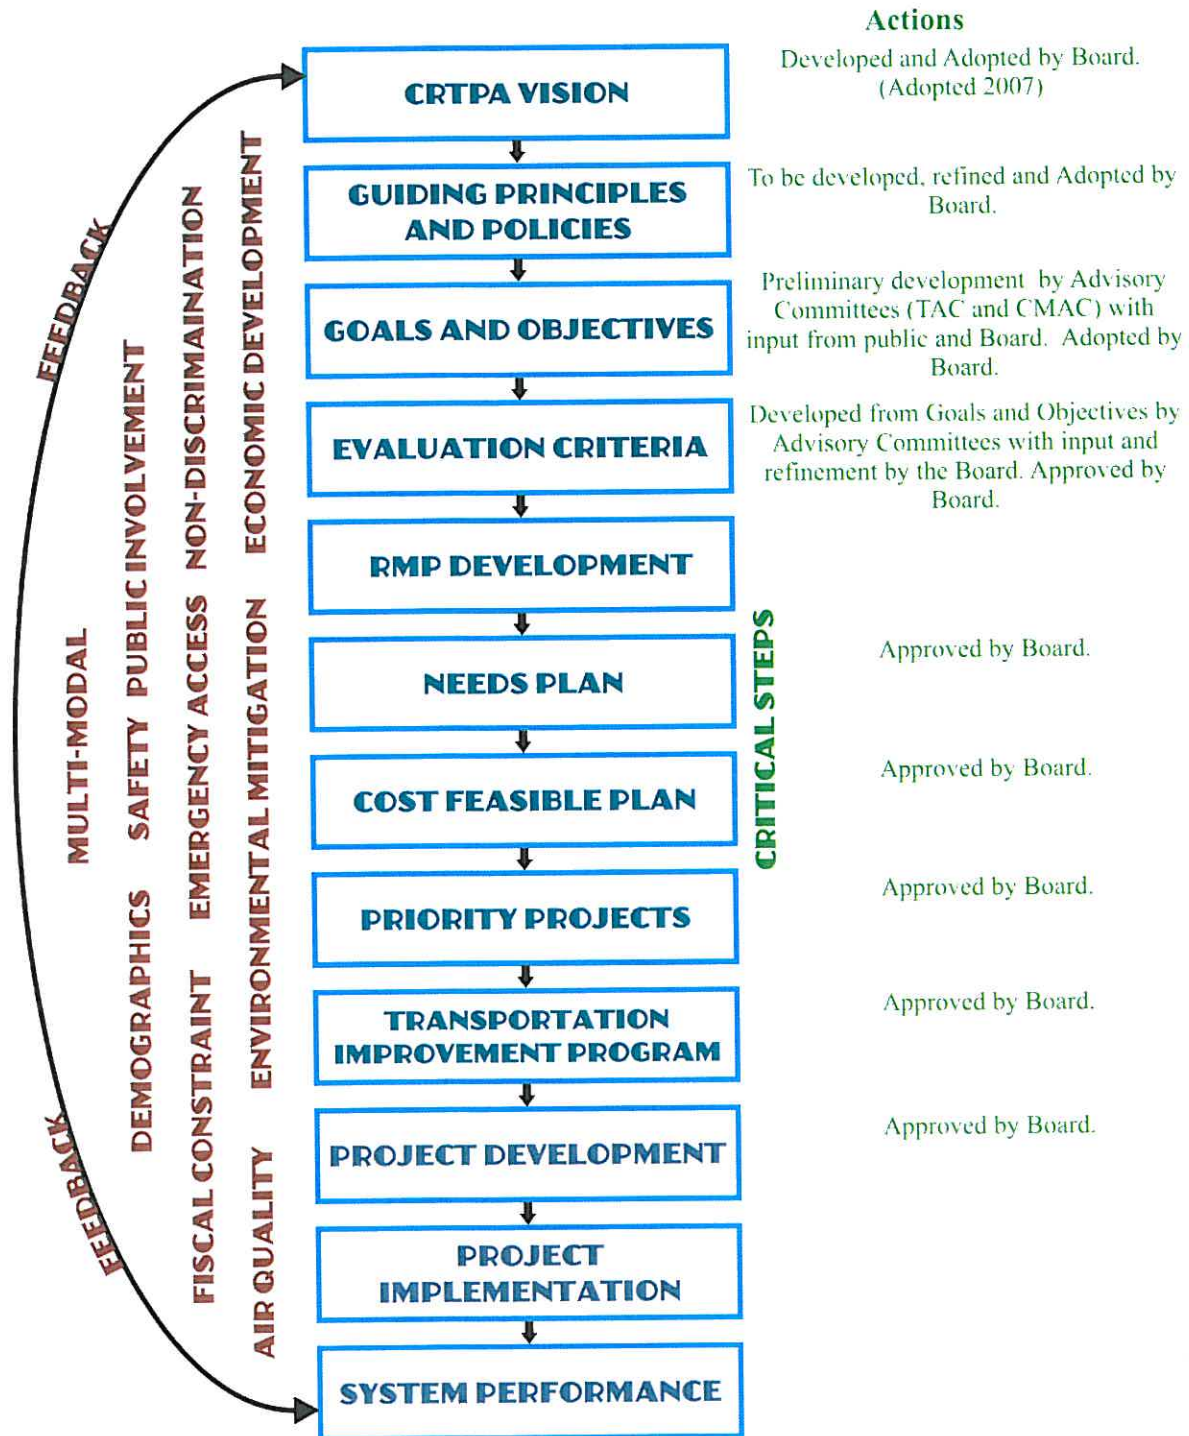 Actions
CRTPA VISION
Developed and Adopted by Board.
(Adopted 2007)
GUIDING PRINCIPLES
AND POLICIES
To be developed, refined and Adopted by
Board.
GOALS AND OBJECTIVES
Preliminary development by Advisory
Committees (TAC and CMAC) with
input from public and Board. Adopted by
Board.
EVALUATION CRITERIA
Developed from Goals and Objectives by
Advisory Committees with input and
refinement by the Board. Approved by
Board.
RMP DEVELOPMENT
NEEDS PLAN
Approved by Board.
COST FEASIBLE PLAN
Approved by Board.
PRIORITY PROJECTS
Approved by Board.
TRANSPORTATION
IMPROVEMENT PROGRAM
Approved by Board.
PROJECT DEVELOPMENT
Approved by Board.
PROJECT
IMPLEMENTATION
SYSTEM PERFORMANCE
CRITICAL STEPS
FEEDBACK
FEEDBACK
MULTI-MODAL
DEMOGRAPHICS SAFETY PUBLIC INVOLVEMENT
FISCAL CONSTRAINT EMERGENCY ACCESS NON-DISCRIMAINATION
AIR QUALITY ENVIRONMENTAL MITIGATION ECONOMIC DEVELOPMENT